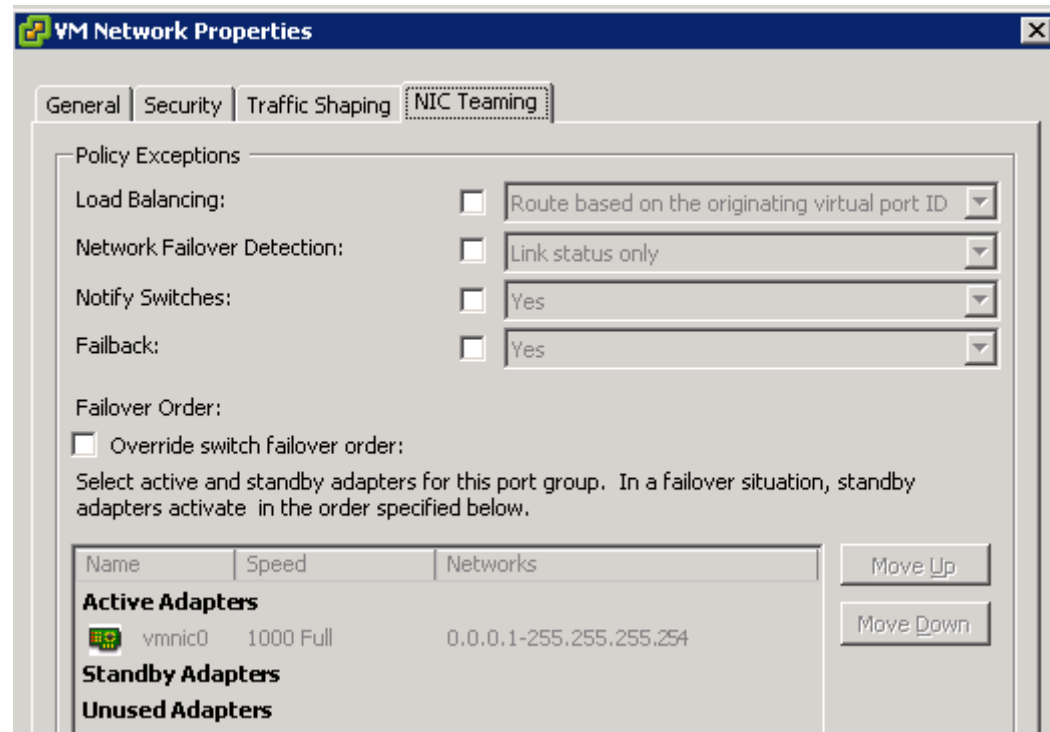 VM Network Properties
General Security Traffic Shaping NIC Teaming
Policy Exceptions
Load Balancing: Route based on the originating virtual port ID
Network Failover Detection: Link status only
Notify Switches: Yes
Failback: Yes
Failover Order:
Override switch failover order:
Select active and standby adapters for this port group. In a failover situation, standby
adapters activate in the order specified below.
Name Speed Networks Move Up
Active Adapters
vmnic0 1000 Full 0.0.0.1-255.255.255.254 Move Down
Standby Adapters
Unused Adapters